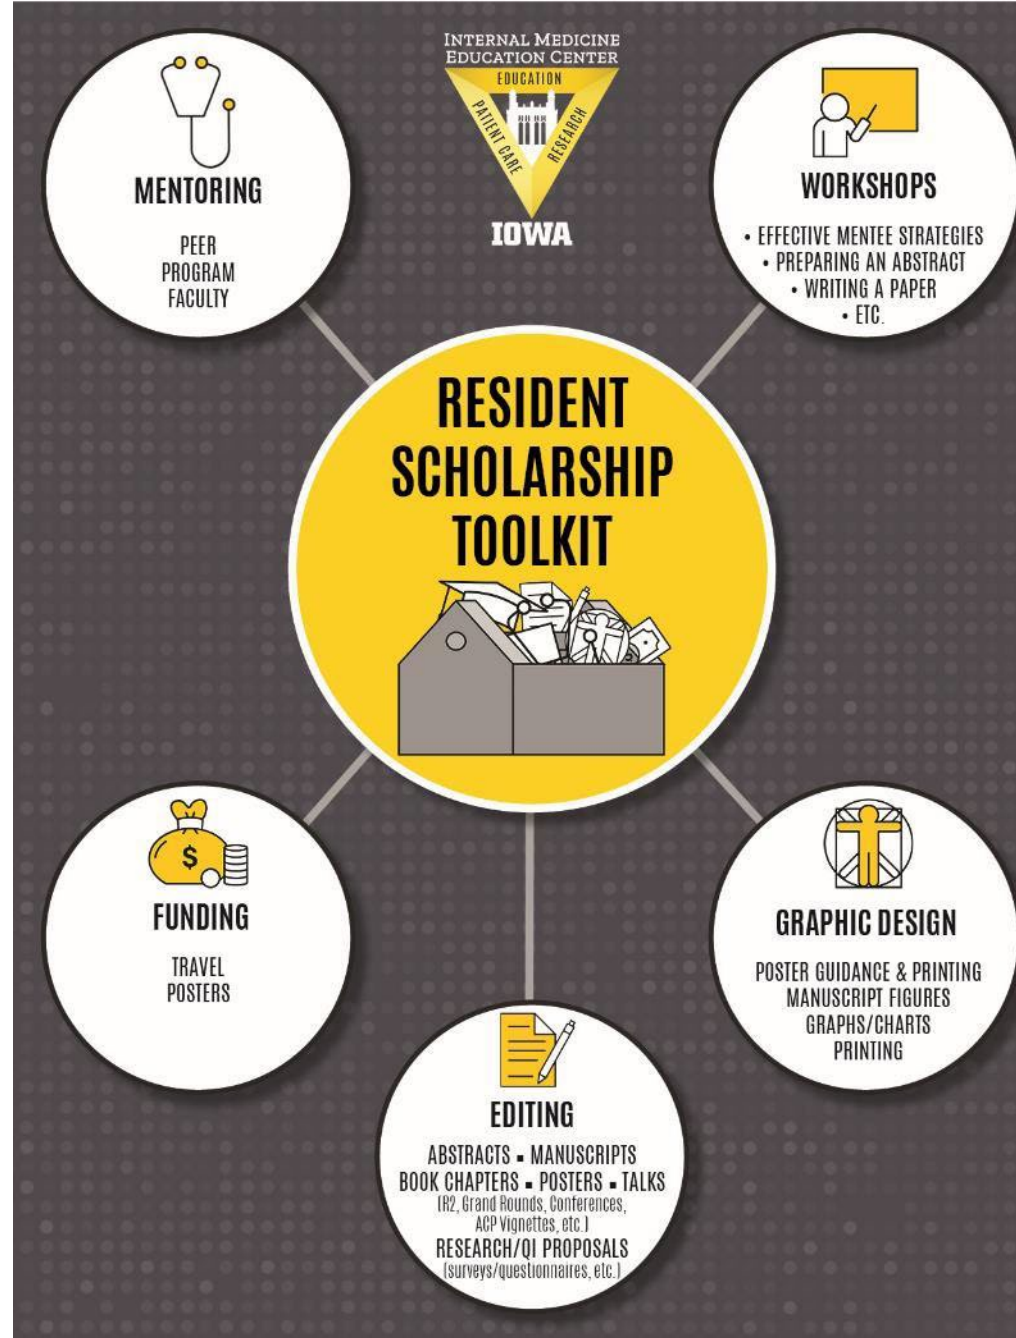 INTERNAL MEDICINE
EDUCATION CENTER
EDUCATION
PATIENT CARE
RESEARCH
IOWA
MENTORING
PEER
PROGRAM
FACULTY
WORKSHOPS
• EFFECTIVE MENTEE STRATEGIES
• PREPARING AN ABSTRACT
• WRITING A PAPER
• ETC.
RESIDENT
SCHOLARSHIP
TOOLKIT
$
FUNDING
TRAVEL
POSTERS
GRAPHIC DESIGN
POSTER GUIDANCE & PRINTING
MANUSCRIPT FIGURES
GRAPHS/CHARTS
PRINTING
EDITING
ABSTRACTS ▪ MANUSCRIPTS
BOOK CHAPTERS ▪ POSTERS ▪ TALKS
(R2, Grand Rounds, Conferences,
ACP Vignettes, etc.)
RESEARCH/QI PROPOSALS
(surveys/questionnaires, etc.)